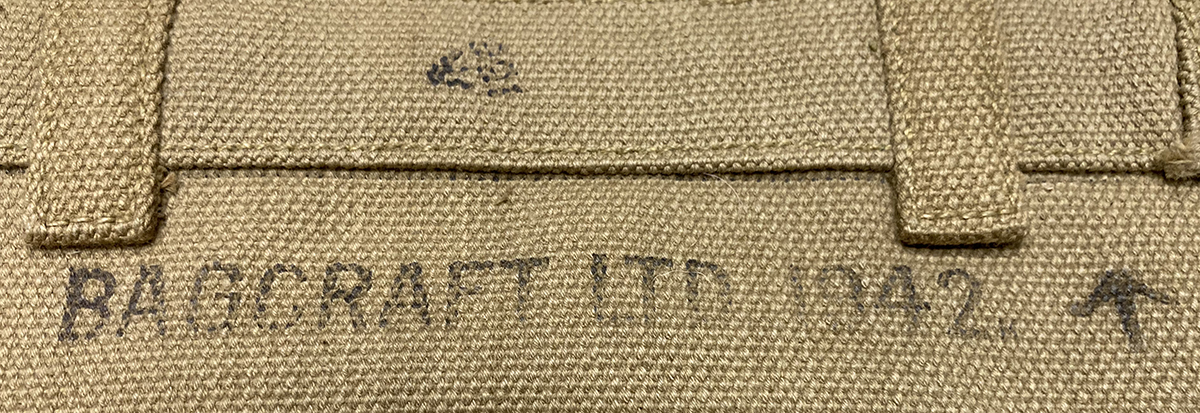 BAGCRAFT LTD 1942.